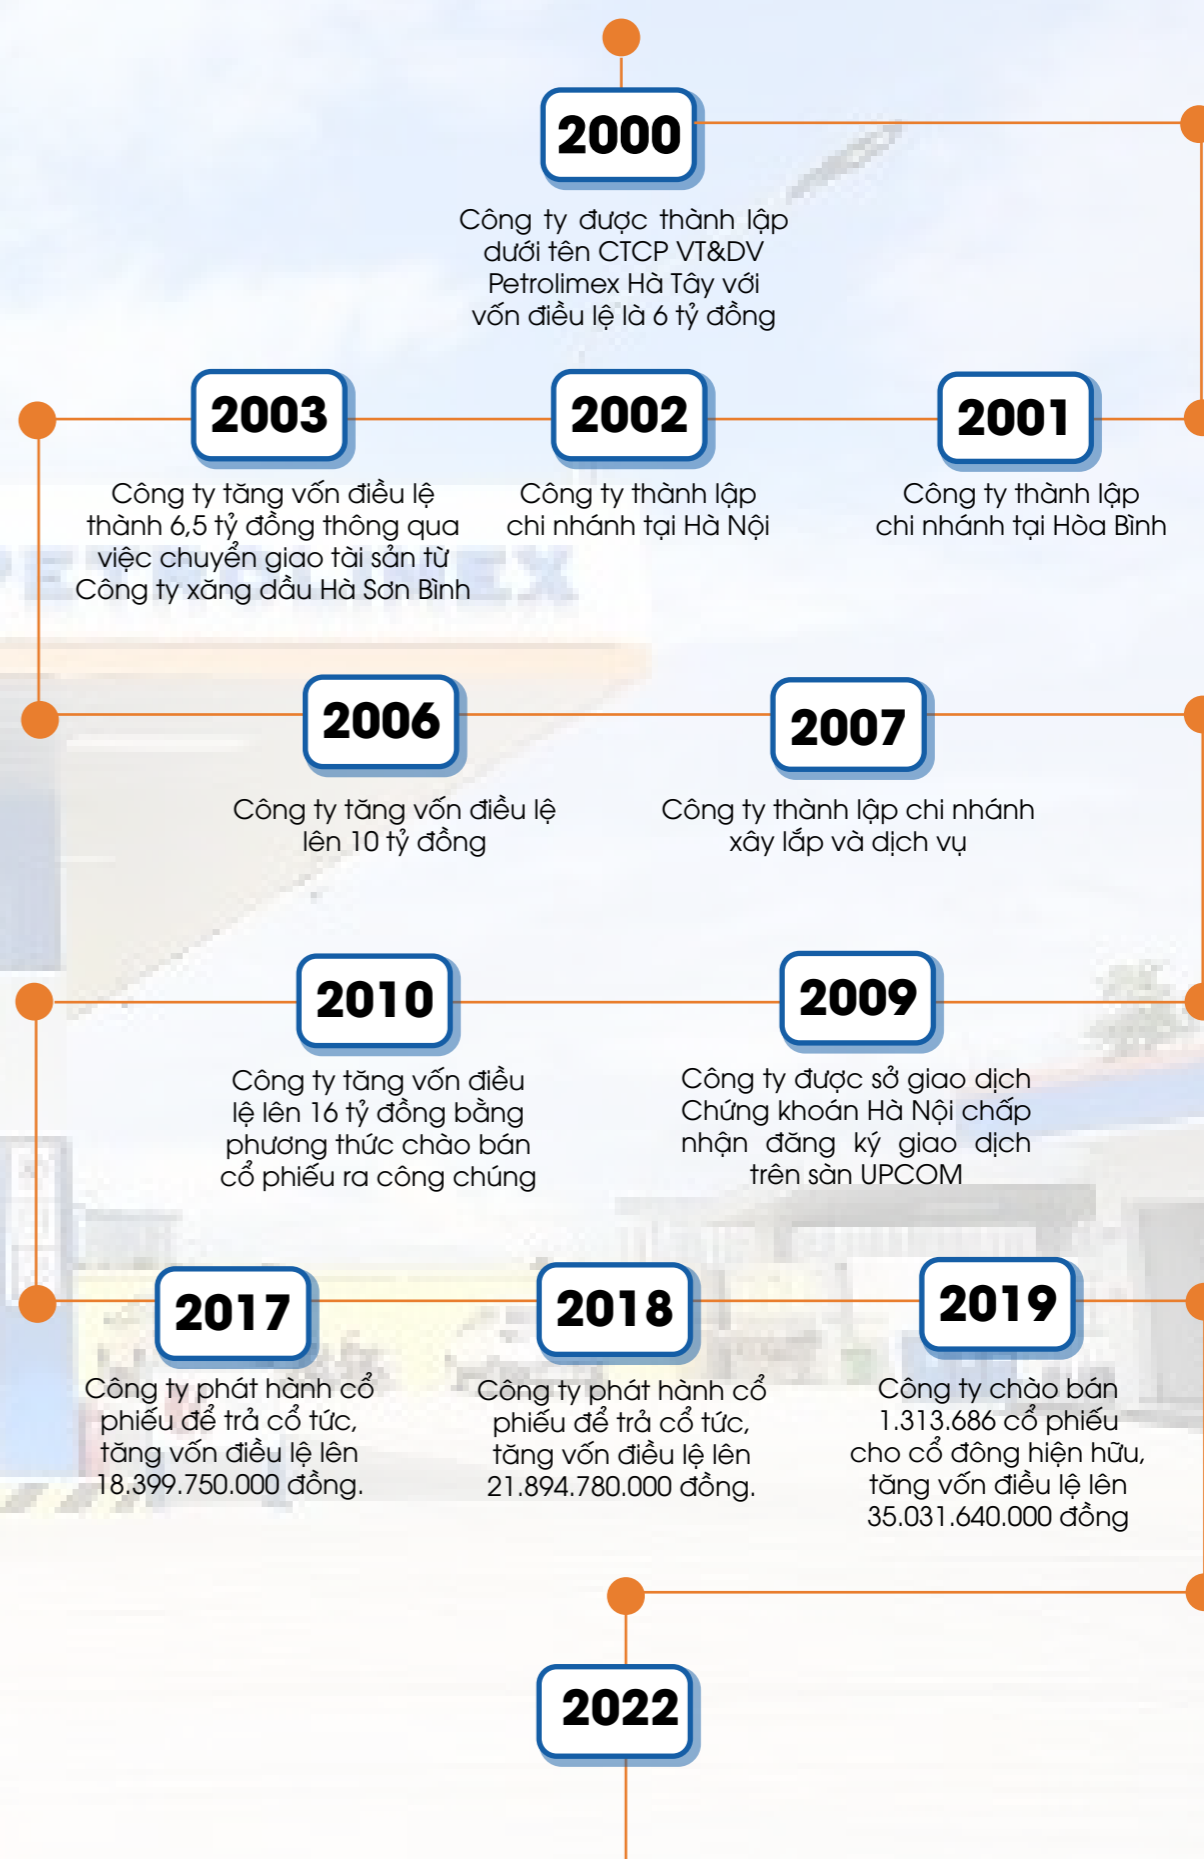 2000
Công ty được thành lập
dưới tên CTCP VT&DV
Petrolimex Hà Tây với
vốn điều lệ là 6 tỷ đồng
2001
Công ty thành lập
chi nhánh tại Hòa Bình
2002
Công ty thành lập
chi nhánh tại Hà Nội
2003
Công ty tăng vốn điều lệ
thành 6,5 tỷ đồng thông qua
việc chuyển giao tài sản từ
Công ty xăng dầu Hà Sơn Bình
PETROLIMEX
2006
Công ty tăng vốn điều lệ
lên 10 tỷ đồng
2007
Công ty thành lập chi nhánh
xây lắp và dịch vụ
2009
Công ty được sở giao dịch
Chứng khoán Hà Nội chấp
nhận đăng ký giao dịch
trên sàn UPCOM
2010
Công ty tăng vốn điều
lệ lên 16 tỷ đồng bằng
phương thức chào bán
cổ phiếu ra công chúng
2017
Công ty phát hành cổ
phiếu để trả cổ tức,
tăng vốn điều lệ lên
18.399.750.000 đồng.
2018
Công ty phát hành cổ
phiếu để trả cổ tức,
tăng vốn điều lệ lên
21.894.780.000 đồng.
2019
Công ty chào bán
1.313.686 cổ phiếu
cho cổ đông hiện hữu,
tăng vốn điều lệ lên
35.031.640.000 đồng
2022